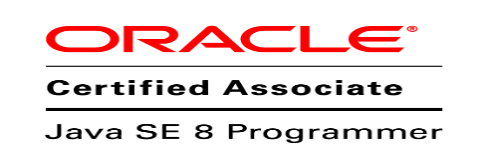 ORACLE®
Certified Associate
Java SE 8 Programmer